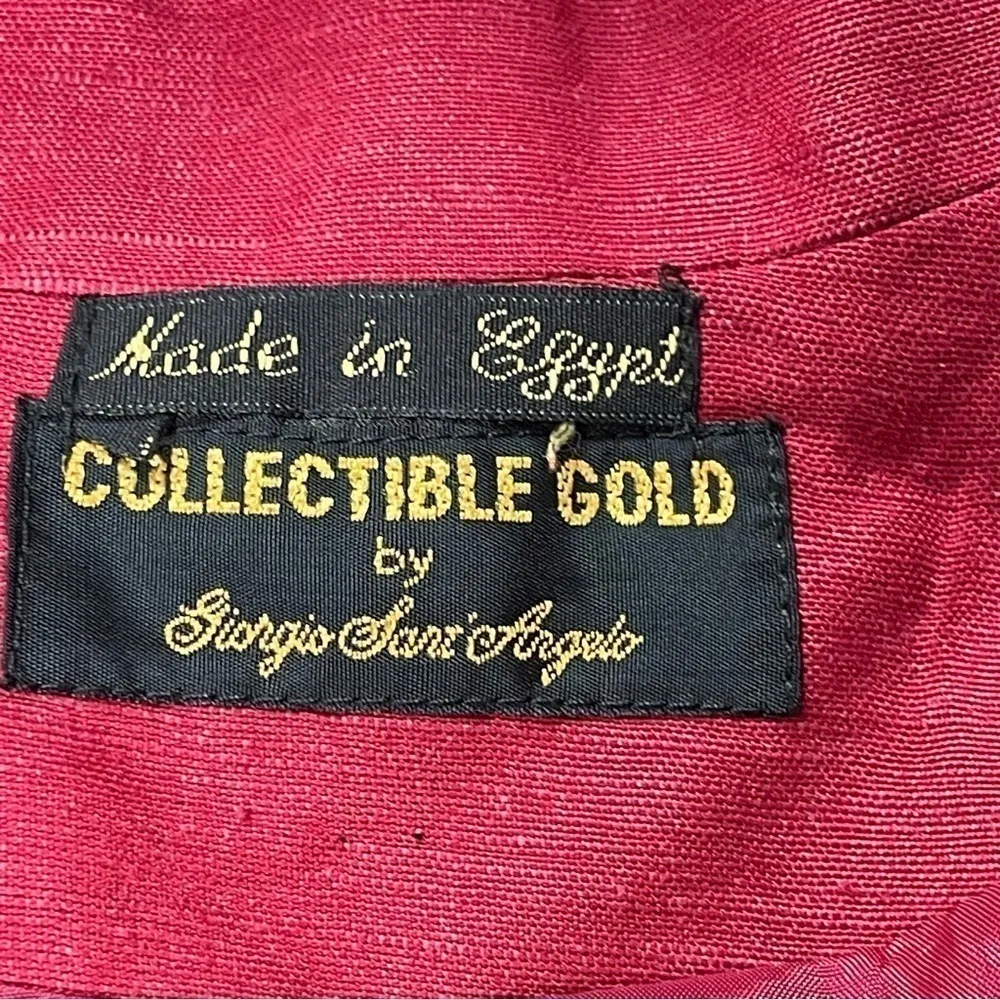 Made in Egypt
COLLECTIBLE GOLD
by
Giorgio Sant'Angelo